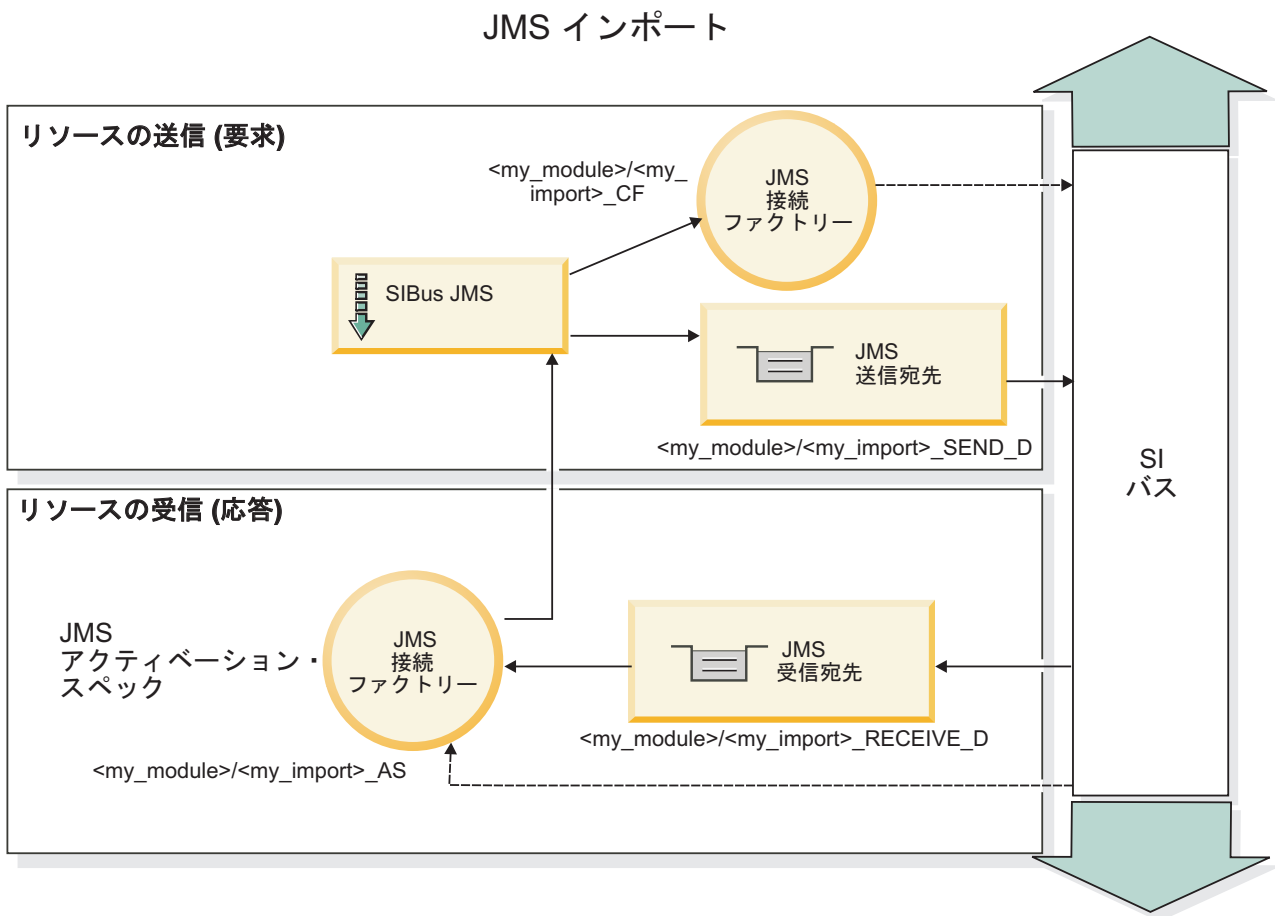 JMS インポート
リソースの送信 (要求)
<my_module>/<my_
import>_CF
JMS
接続
ファクトリー
SIBus JMS
JMS
送信宛先
<my_module>/<my_import>_SEND_D
SI
バス
リソースの受信 (応答)
JMS
アクティベーション・
スペック
JMS
接続
ファクトリー
JMS
受信宛先
<my_module>/<my_import>_RECEIVE_D
<my_module>/<my_import>_AS